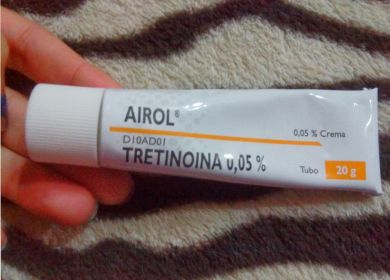 AIROL®
0,05 % Crema
D10AD01
TRETINOINA 0,05 %
Tubo 20 g